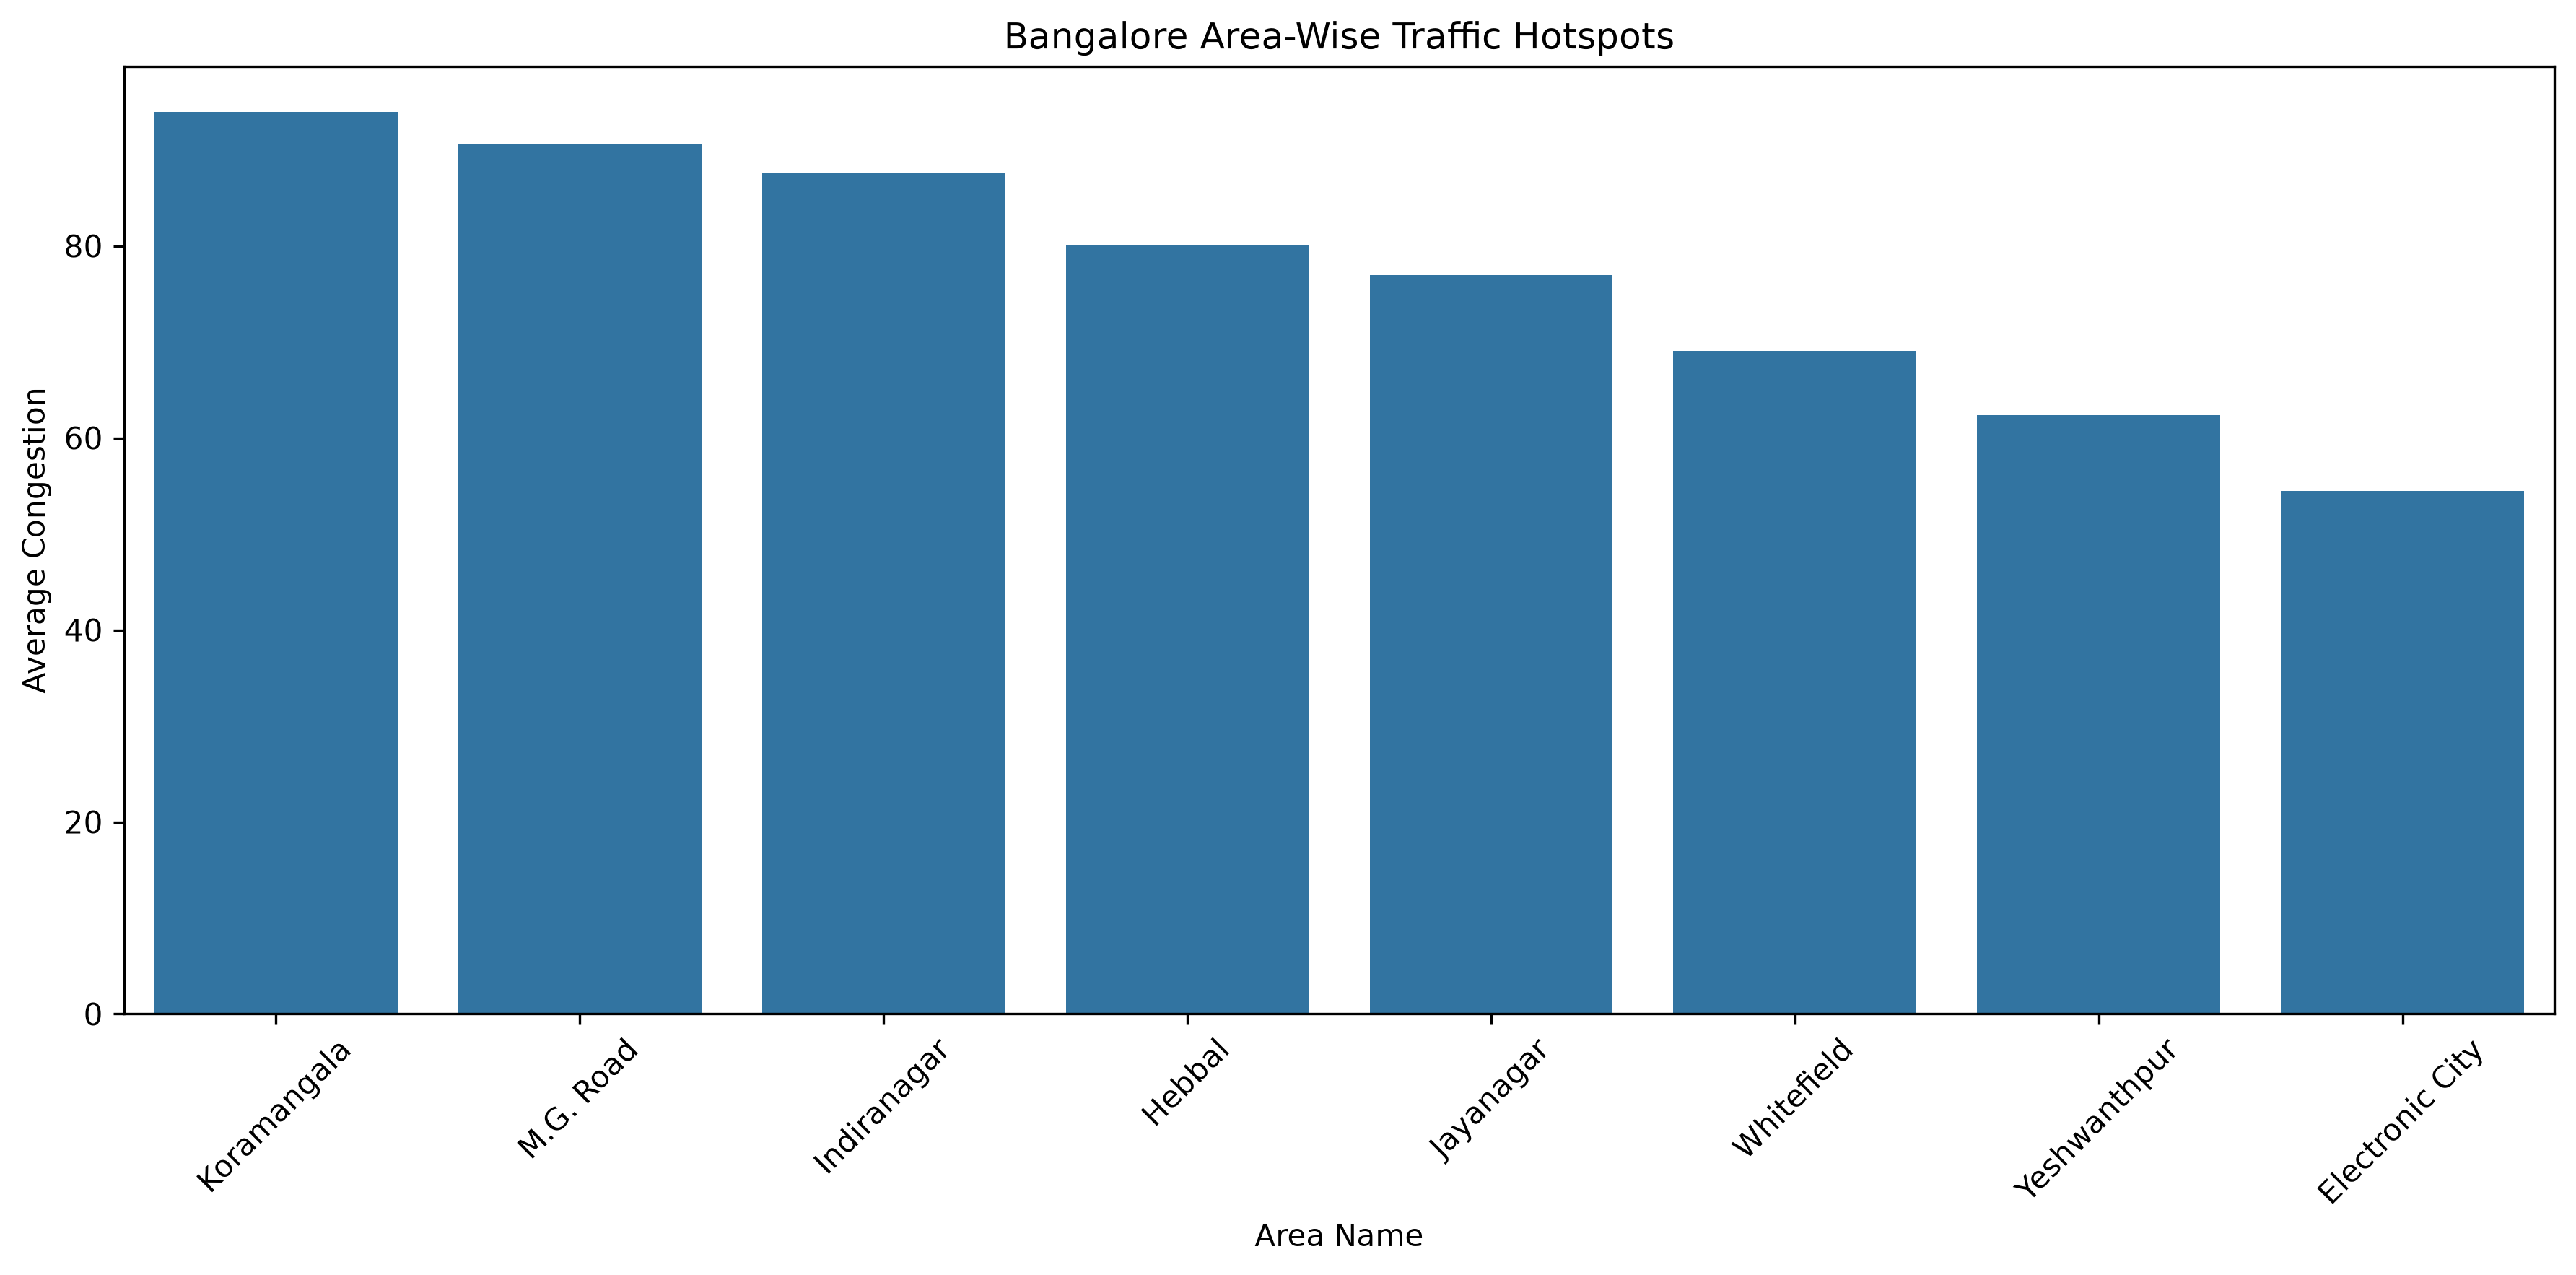 Bangalore Area-Wise Traffic Hotspots
Average Congestion
80
60
40
20
0
Koramangala
M.G. Road
Indiranagar
Hebbal
Jayanagar
Whitefield
Yeshwanthpur
Electronic City
Area Name